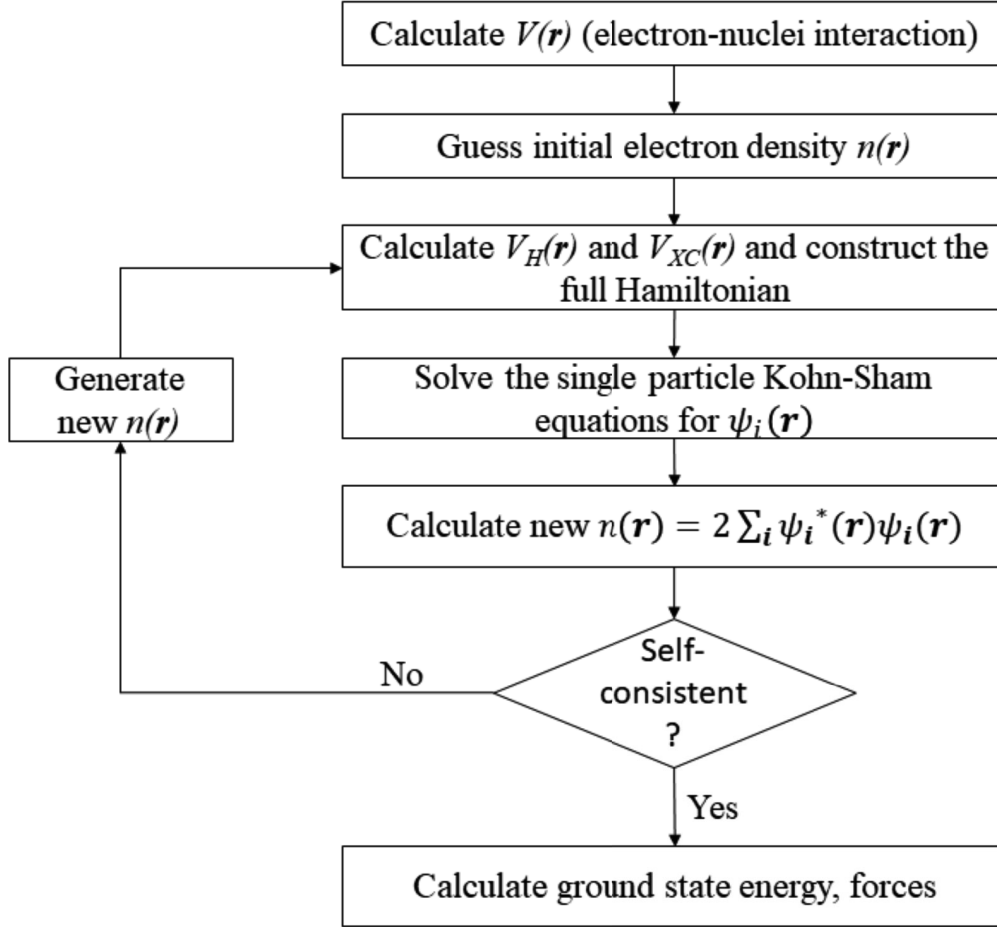 Calculate V(r) (electron-nuclei interaction)
Guess initial electron density n(r)
Calculate V_H(r) and V_XC(r) and construct the
full Hamiltonian
Generate
new n(r)
Solve the single particle Kohn-Sham
equations for ψ_i(r)
Calculate new n(r) = 2 ∑_i ψ_i*(r)ψ_i(r)
Self-
consistent
?
No
Yes
Calculate ground state energy, forces